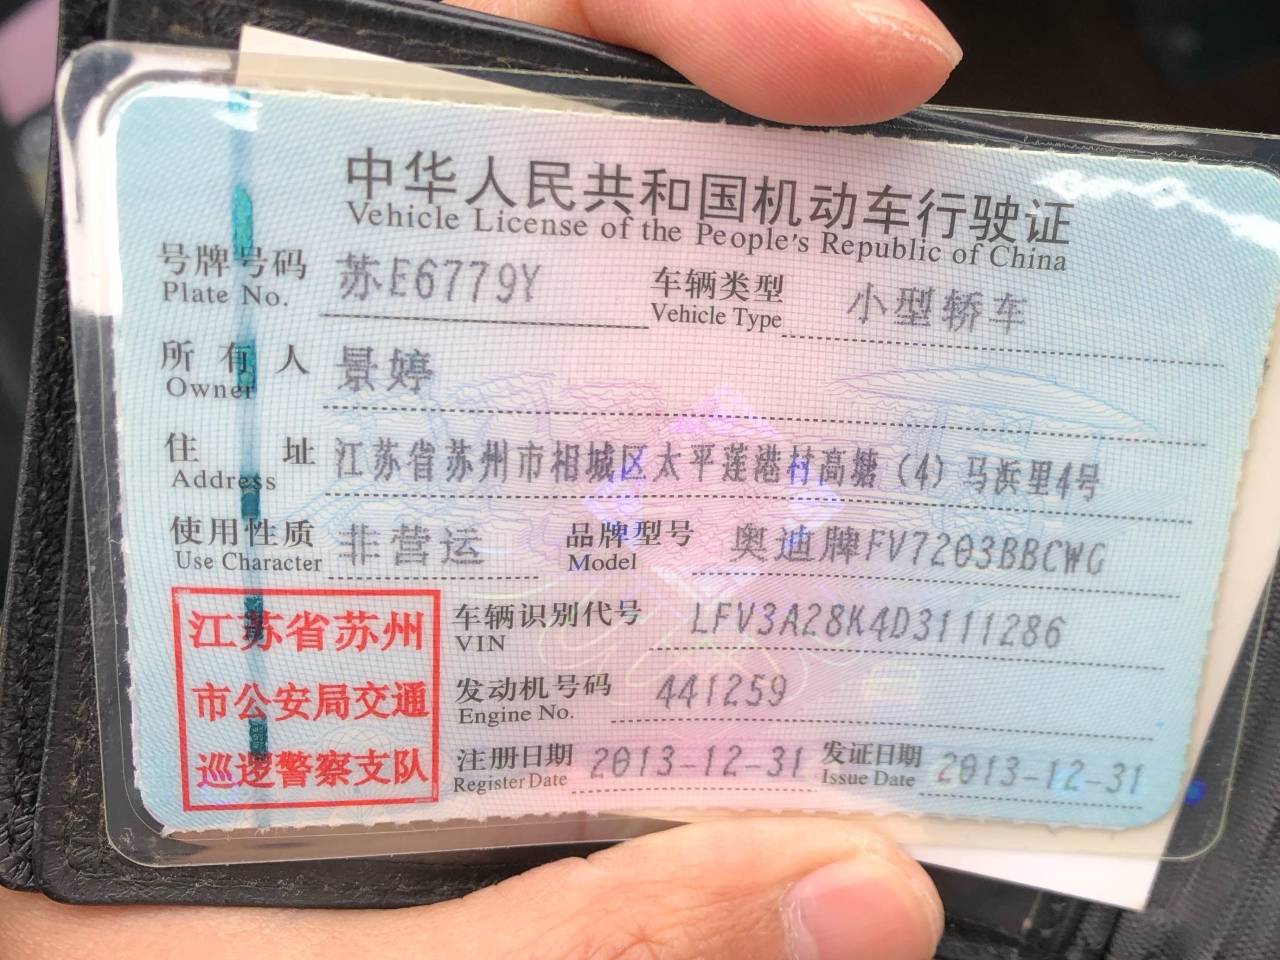 中华人民共和国机动车行驶证
Vehicle License of the People's Republic of China
号牌号码 苏E6779Y 车辆类型 小型轿车
Plate No. Vehicle Type
所有人 景婷
Owner
住址 江苏省苏州市相城区太平莲港村高塘（4）马浜里4号
Address
使用性质 非营运 品牌型号 奥迪牌FV7203BBCWG
Use Character Model
江苏省苏州
市公安局交通
巡逻警察支队
车辆识别代号 LFV3A28K4D3111286
VIN
发动机号码 441259
Engine No.
注册日期 2013-12-31 发证日期 2013-12-31
Register Date Issue Date